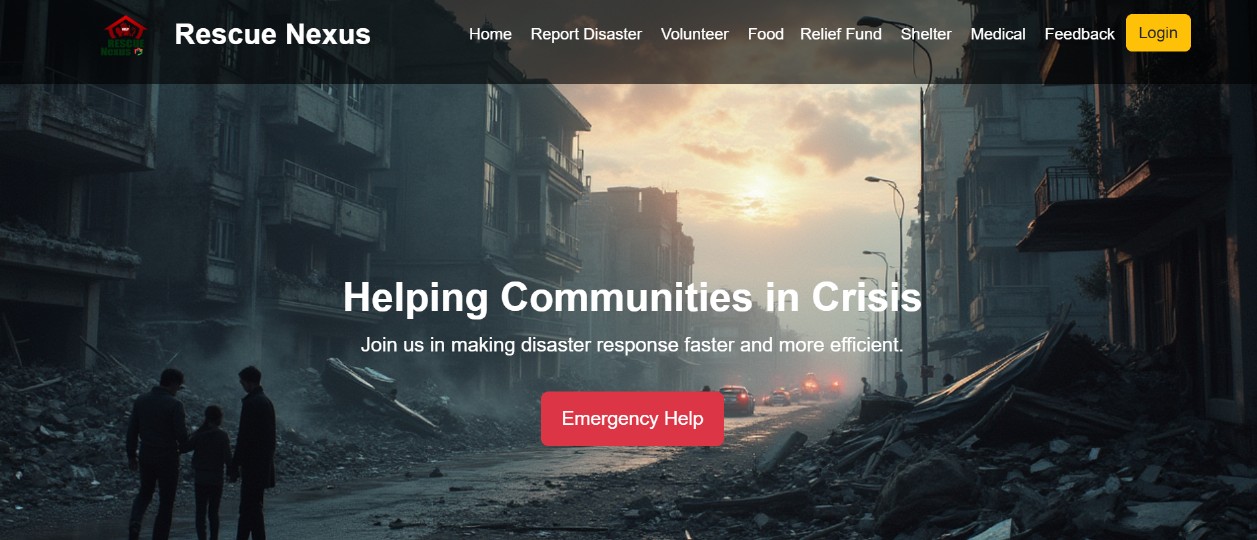 RESCUE
Nexus
Rescue Nexus
Home Report Disaster Volunteer Food Relief Fund Shelter Medical Feedback Login
Helping Communities in Crisis
Join us in making disaster response faster and more efficient.
Emergency Help